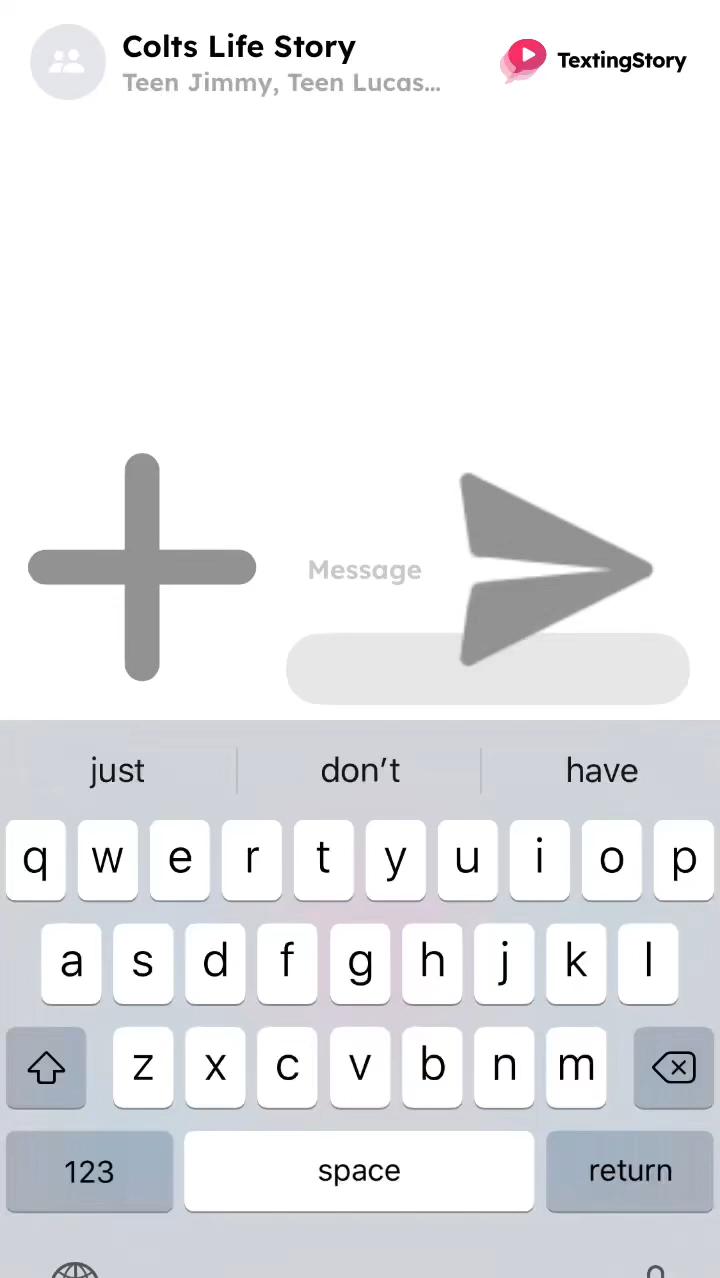 Colts Life Story
Teen Jimmy, Teen Lucas...
TextingStory
Message
just don't have
q w e r t y u i o p
a s d f g h j k l
z x c v b n m
123 space return